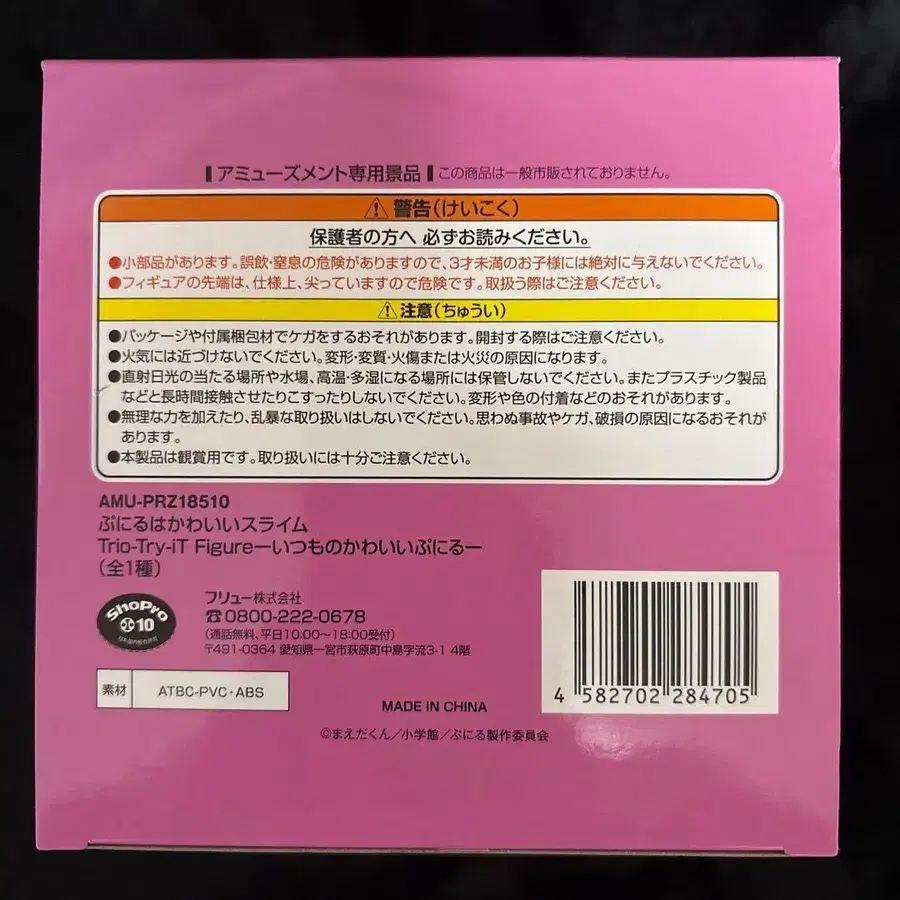 アミューズメント専用景品 この商品は一般市販されておりません。
警告(けいこく)
保護者の方へ 必ずお読みください。
●小部品があります。誤飲・窒息の危険がありますので、3才未満のお子様には絶対に与えないでください。
●フィギュアの先端は、仕様上、尖っていますので危険です。取扱う際はご注意ください。
注意(ちゅうい)
●パッケージや付属梱包材でケガをするおそれがあります。開封する際はご注意ください。
●火気には近づけないでください。変形・変質・火傷または火災の原因になります。
●直射日光の当たる場所や水場、高温・多湿になる場所には保管しないでください。またプラスチック製品
などと長時間接触させたりこすったりしないでください。変形や色の付着などのおそれがあります。
●無理な力を加えたり、乱暴な取り扱いはしないでください。思わぬ事故やケガ、破損の原因になるおそれが
あります。
●本製品は観賞用です。取り扱いには十分ご注意ください。
AMU-PRZ18510
ぷにるはかわいいスライム
Trio-Try-iT Figureーいつものかわいいぷにるー
(全1種)
ShoPro
10
日本国内販売許諾
フリュー株式会社
☎0800-222-0678
(通話無料、平日10:00〜18:00受付)
〒491-0364 愛知県一宮市萩原町中島字流3-1 4階
素材 ATBC-PVC・ABS
MADE IN CHINA
4 582702 284705
©まえだくん/小学館/ぷにる製作委員会